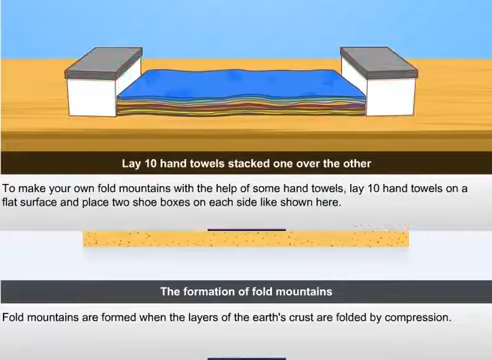 Lay 10 hand towels stacked one over the other
To make your own fold mountains with the help of some hand towels, lay 10 hand towels on a
flat surface and place two shoe boxes on each side like shown here.
The formation of fold mountains
Fold mountains are formed when the layers of the earth's crust are folded by compression.